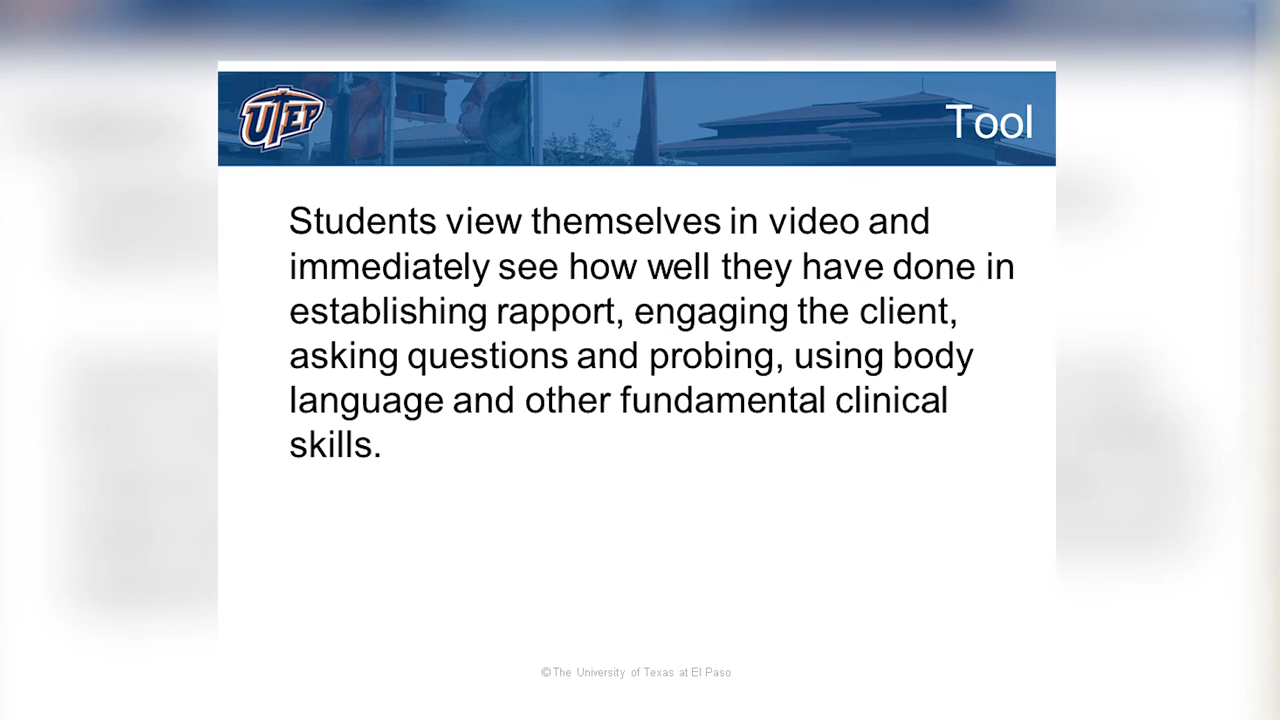 UTEP
Tool
Students view themselves in video and
immediately see how well they have done in
establishing rapport, engaging the client,
asking questions and probing, using body
language and other fundamental clinical
skills.
© The University of Texas at El Paso